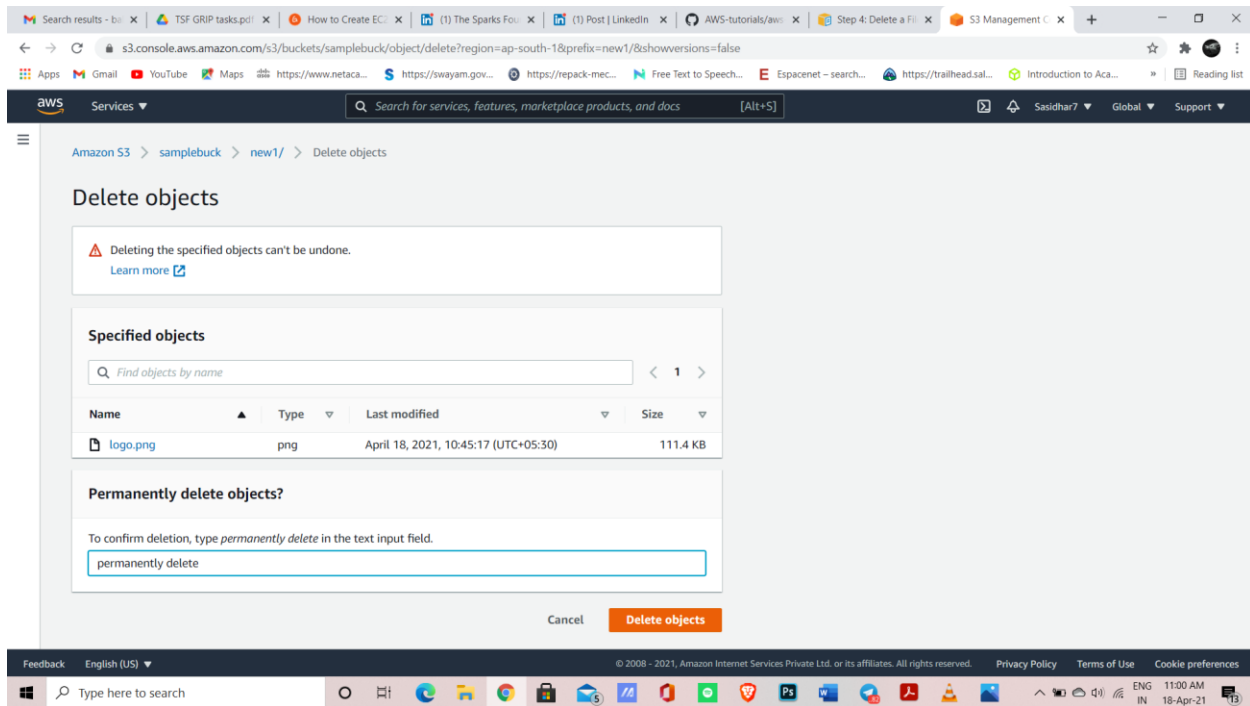 Search results - ba
TSF GRIP tasks.pdf
How to Create EC2
(1) The Sparks Fou
(1) Post | LinkedIn
AWS-tutorials/aws
Step 4: Delete a Fil
S3 Management C
s3.console.aws.amazon.com/s3/buckets/samplebuck/object/delete?region=ap-south-1&prefix=new1/&showversions=false
Apps Gmail YouTube Maps https://www.netaca... https://swayam.gov... https://repack-mec... Free Text to Speech... Espacenet – search... https://trailhead.sal... Introduction to Aca... » Reading list
aws Services Search for services, features, marketplace products, and docs [Alt+S] Sasidhar7 Global Support
Amazon S3 > samplebuck > new1/ > Delete objects
Delete objects
Deleting the specified objects can't be undone.
Learn more
Specified objects
Find objects by name < 1 >
Name Type Last modified Size
logo.png png April 18, 2021, 10:45:17 (UTC+05:30) 111.4 KB
Permanently delete objects?
To confirm deletion, type permanently delete in the text input field.
permanently delete
Cancel Delete objects
Feedback English (US) © 2008 - 2021, Amazon Internet Services Private Ltd. or its affiliates. All rights reserved. Privacy Policy Terms of Use Cookie preferences
Type here to search
5
Ps
ENG 11:00 AM
IN 18-Apr-21
13